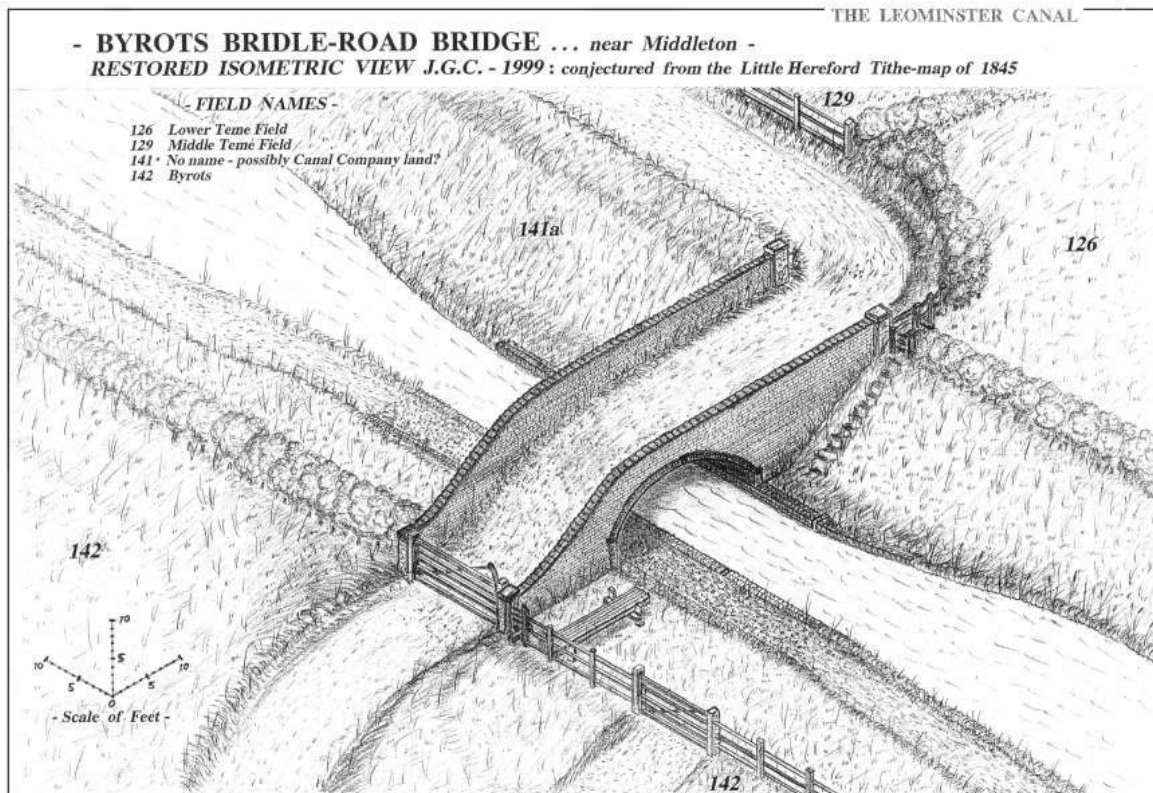 THE LEOMINSTER CANAL
- BYROTS BRIDLE-ROAD BRIDGE ... near Middleton -
RESTORED ISOMETRIC VIEW J.G.C. - 1999 : conjectured from the Little Hereford Tithe-map of 1845
- FIELD NAMES -
126 Lower Teme Field
129 Middle Teme Field
141a No name - possibly Canal Company land?
142 Byrots
129
141a
126
142
10
10 5 10
5 5
0
- Scale of Feet -
142